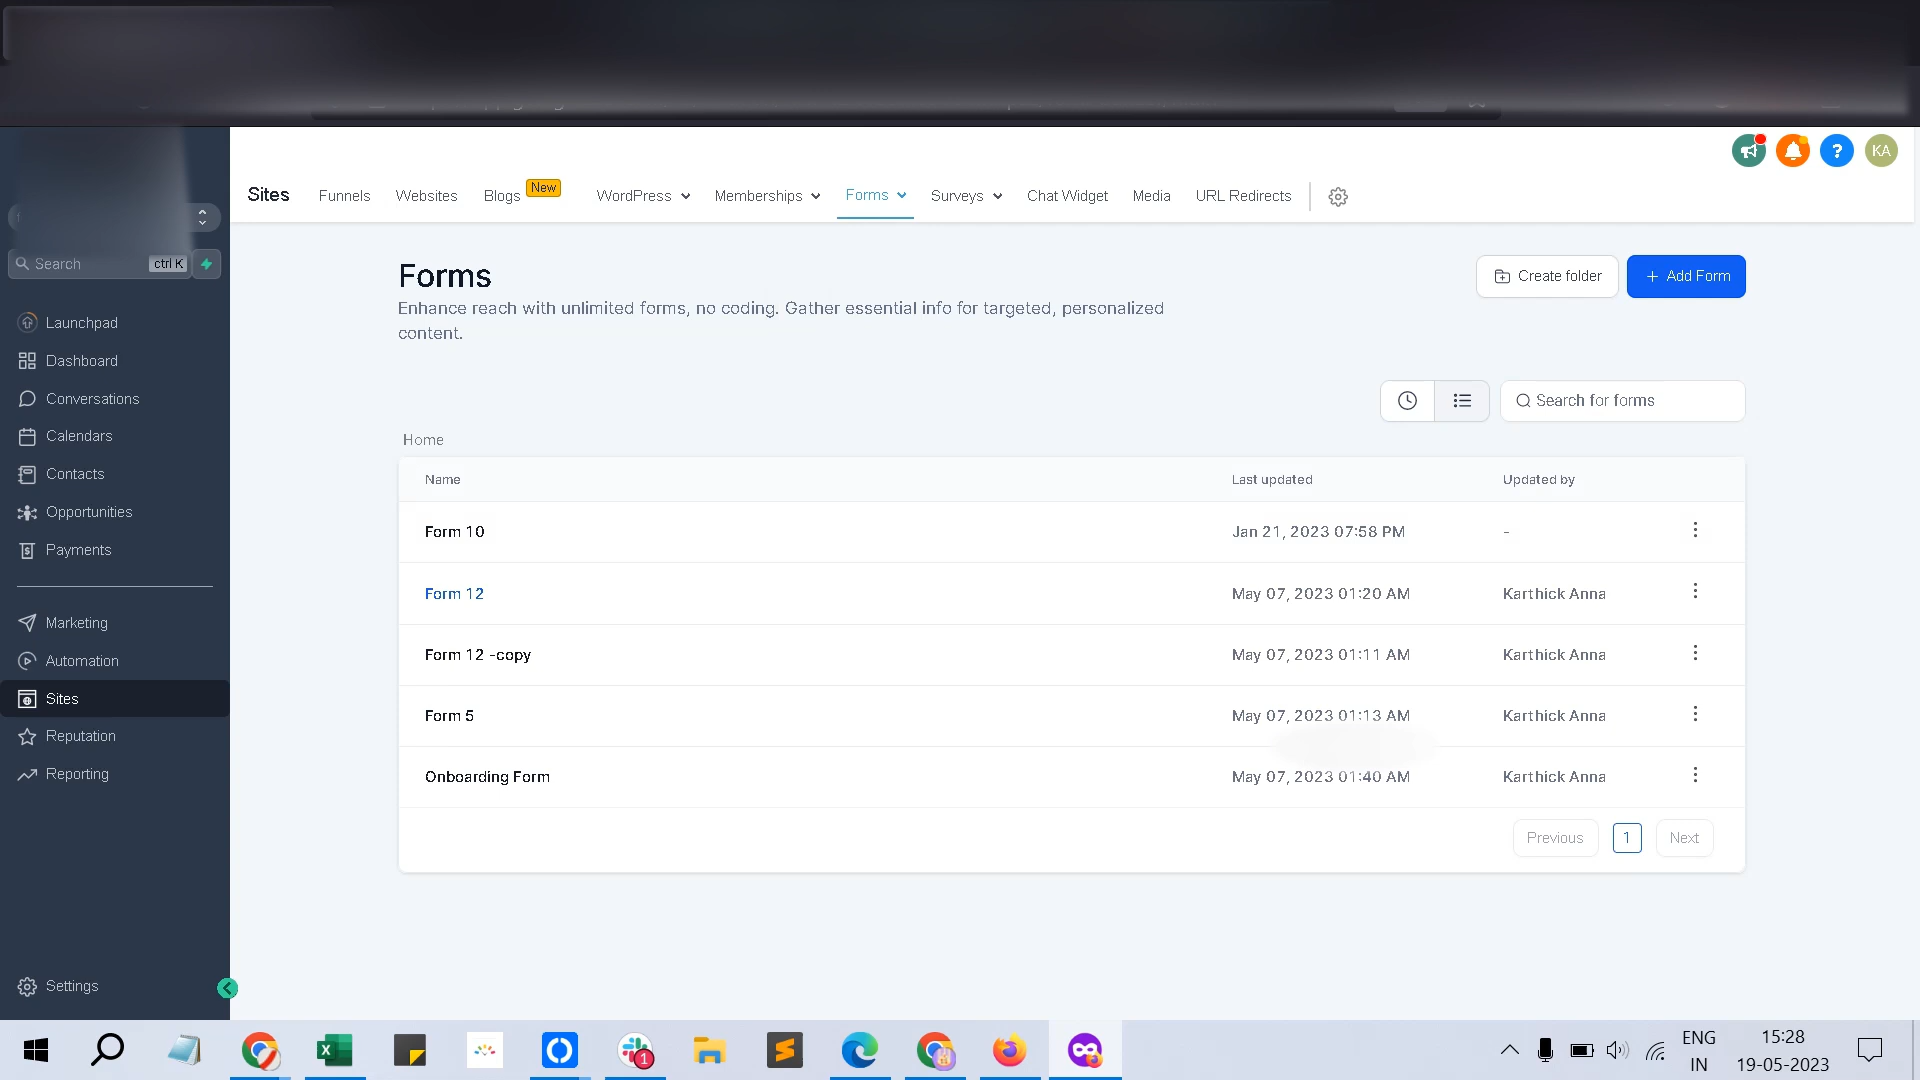 Sites
Funnels
Websites
Blogs
New
WordPress
Memberships
Forms
Surveys
Chat Widget
Media
URL Redirects
?
KA
Search
ctrl K
Launchpad
Dashboard
Conversations
Calendars
Contacts
Opportunities
Payments
Marketing
Automation
Sites
Reputation
Reporting
Settings
Forms
Enhance reach with unlimited forms, no coding. Gather essential info for targeted, personalized
content.
Create folder
+ Add Form
Search for forms
Home
Name Last updated Updated by
Form 10 Jan 21, 2023 07:58 PM -
Form 12 May 07, 2023 01:20 AM Karthick Anna
Form 12 -copy May 07, 2023 01:11 AM Karthick Anna
Form 5 May 07, 2023 01:13 AM Karthick Anna
Onboarding Form May 07, 2023 01:40 AM Karthick Anna
Previous 1 Next
1
ENG
IN
15:28
19-05-2023